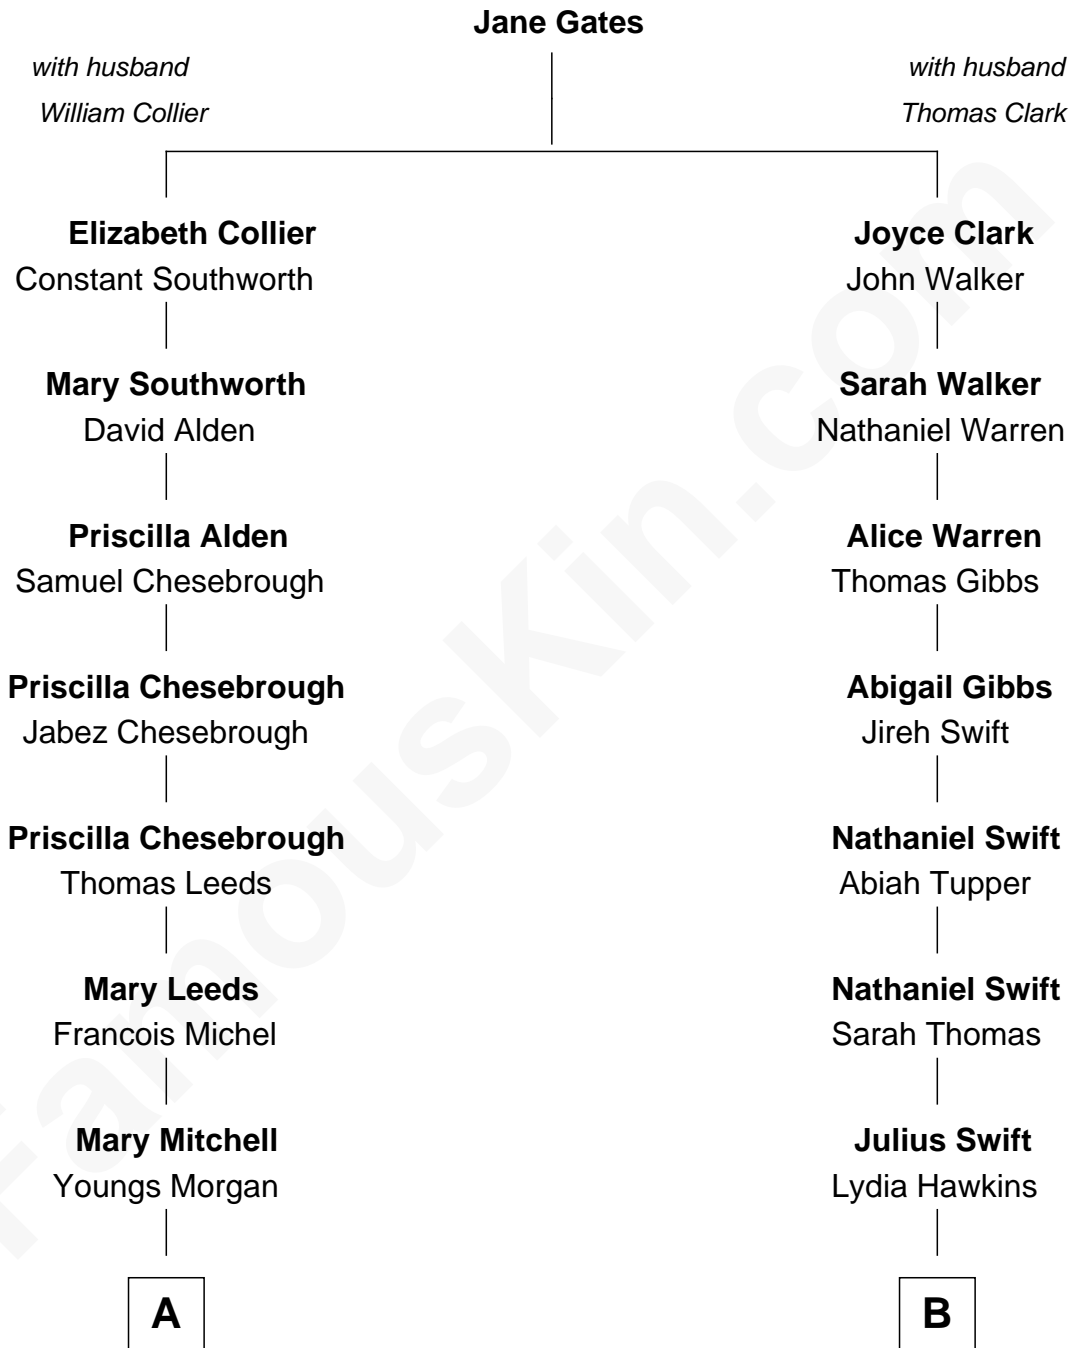 Jane Gates
with husband
William Collier
with husband
Thomas Clark
Elizabeth Collier
Constant Southworth
Joyce Clark
John Walker
Mary Southworth
David Alden
Sarah Walker
Nathaniel Warren
Priscilla Alden
Samuel Chesebrough
Alice Warren
Thomas Gibbs
Priscilla Chesebrough
Jabez Chesebrough
Abigail Gibbs
Jireh Swift
Priscilla Chesebrough
Thomas Leeds
Nathaniel Swift
Abiah Tupper
Mary Leeds
Francois Michel
Nathaniel Swift
Sarah Thomas
Mary Mitchell
Youngs Morgan
Julius Swift
Lydia Hawkins
A
B
FamousKin.com